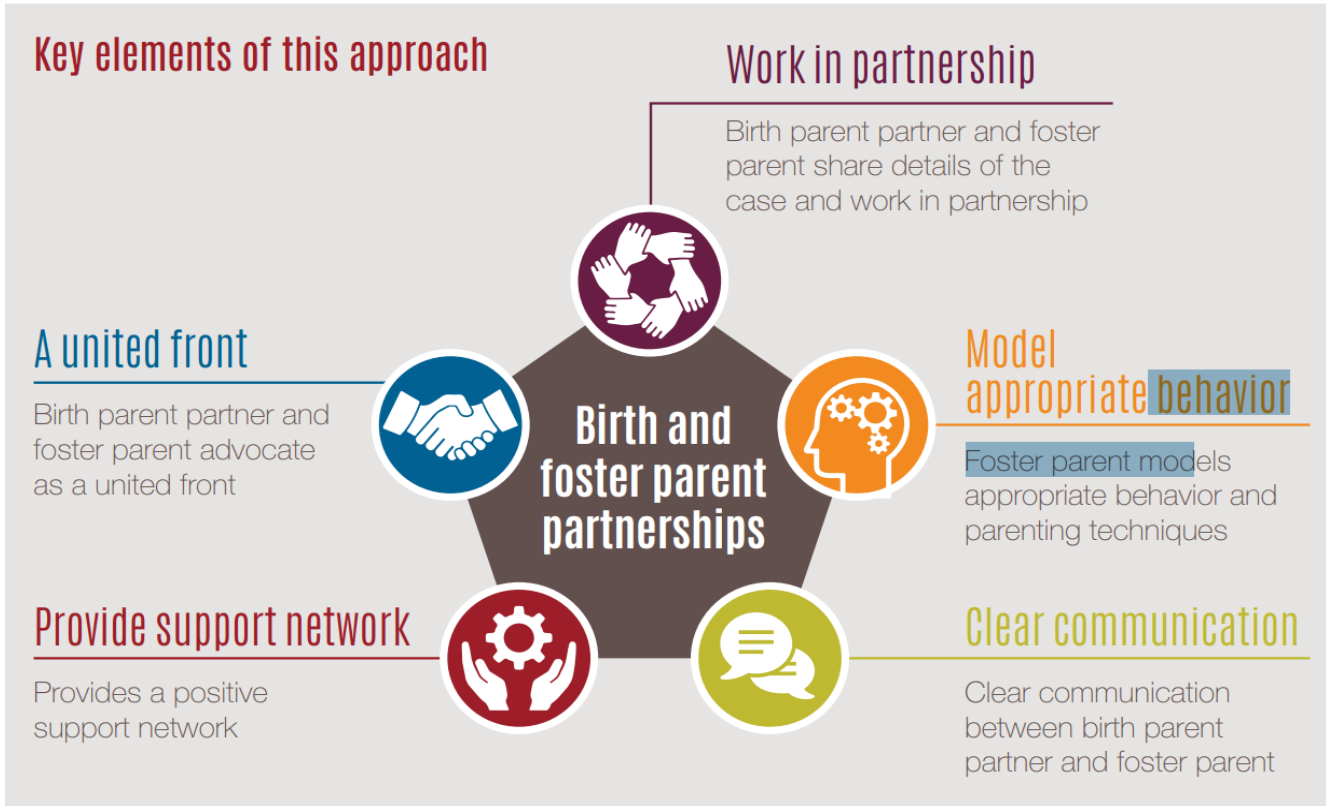 Key elements of this approach
Work in partnership
Birth parent partner and foster
parent share details of the
case and work in partnership
A united front
Birth parent partner and
foster parent advocate
as a united front
Birth and
foster parent
partnerships
Model
appropriate behavior
Foster parent models
appropriate behavior and
parenting techniques
Provide support network
Provides a positive
support network
Clear communication
Clear communication
between birth parent
partner and foster parent